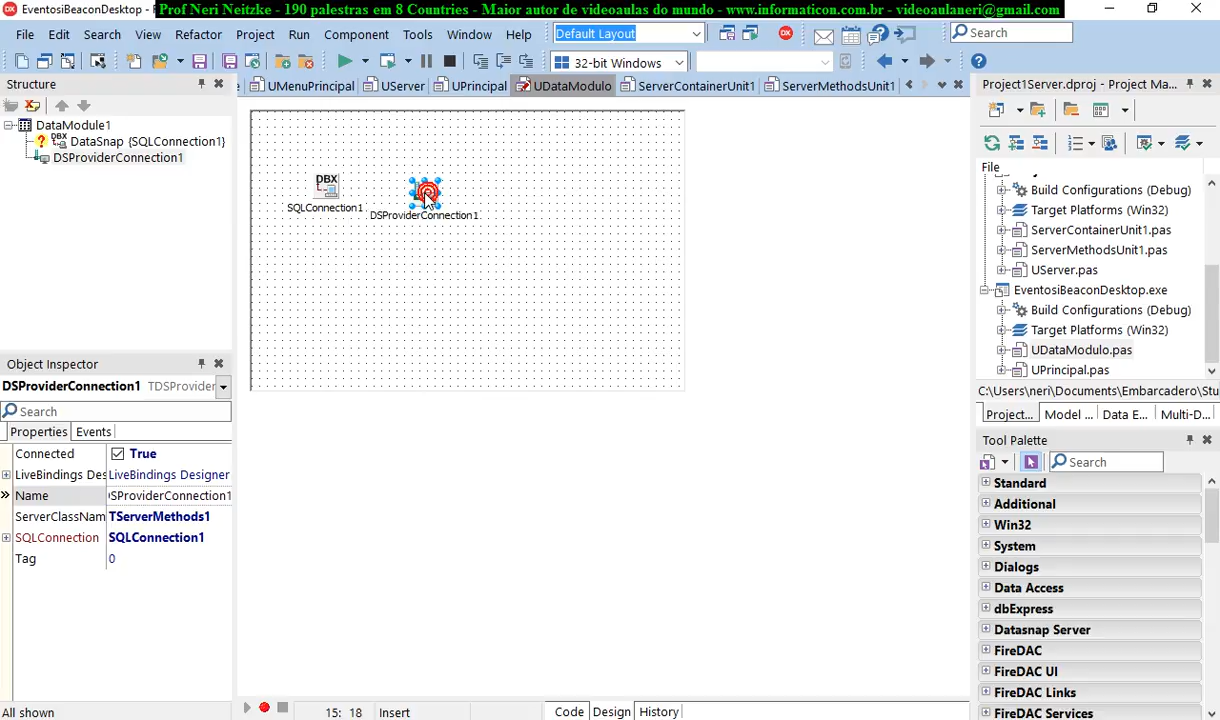 EventosiBeaconDesktop -
Prof Neri Neitzke - 190 palestras em 8 Countries - Maior autor de videoaulas do mundo - www.informaticon.com.br - videoaulaneri@gmail.com
File Edit Search View Refactor Project Run Component Tools Window Help
Default Layout
Search
32-bit Windows
Structure
UMenuPrincipal UServer UPrincipal UDataModulo ServerContainerUnit1 ServerMethodsUnit1
Project1Server.dproj - Project Ma...
DataModule1
DataSnap {SQLConnection1}
DSProviderConnection1
DBX
SQLConnection1
DSProviderConnection1
File
Build Configurations (Debug)
Target Platforms (Win32)
ServerContainerUnit1.pas
ServerMethodsUnit1.pas
UServer.pas
EventosiBeaconDesktop.exe
Build Configurations (Debug)
Target Platforms (Win32)
UDataModulo.pas
UPrincipal.pas
C:\Users\neri\Documents\Embarcadero\Stu
Project... Model ... Data E... Multi-D...
Object Inspector
DSProviderConnection1 TDSProvider
Search
Properties Events
Connected True
LiveBindings Des LiveBindings Designer
Name SProviderConnection1
ServerClassNam TServerMethods1
SQLConnection SQLConnection1
Tag 0
All shown
Tool Palette
Search
Standard
Additional
Win32
System
Dialogs
Data Access
dbExpress
Datasnap Server
FireDAC
FireDAC UI
FireDAC Links
FireDAC Services
15: 18 Insert Code Design History